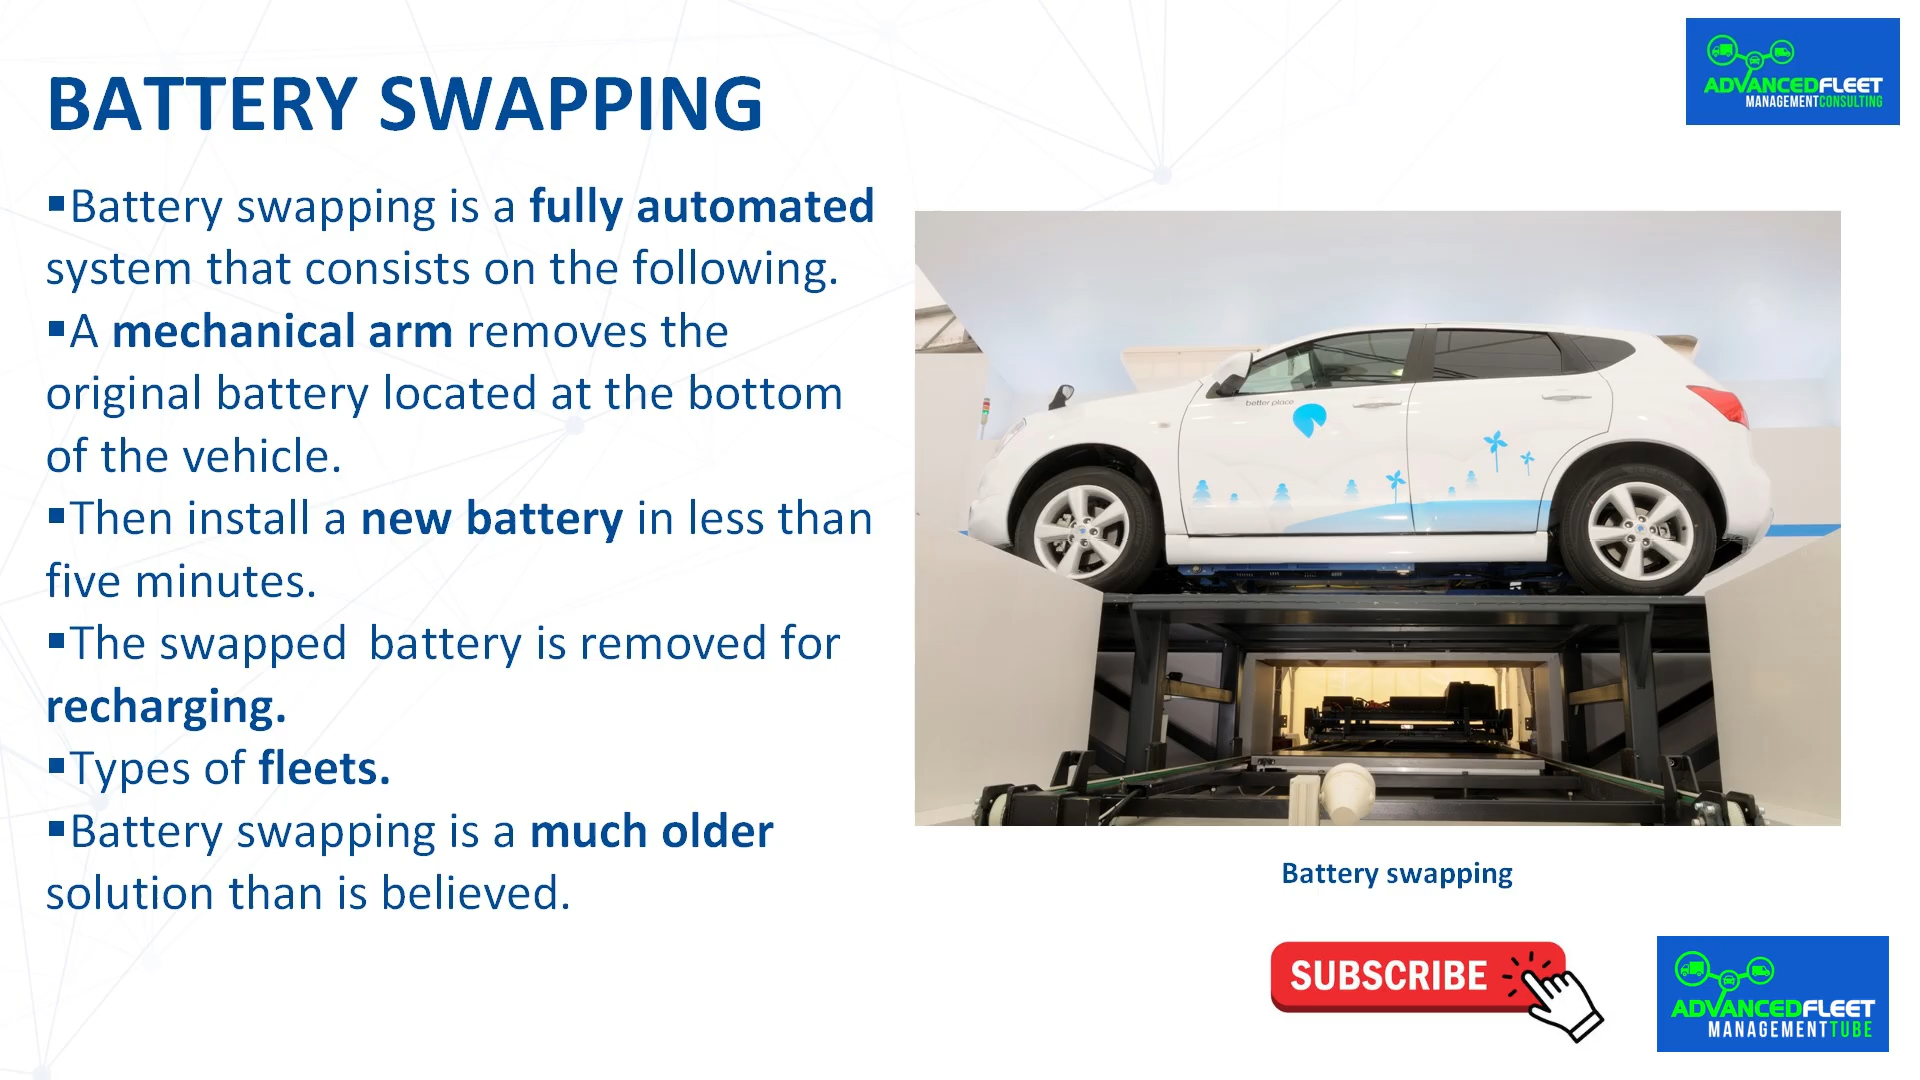 BATTERY SWAPPING
ADVANCEDFLEET
MANAGEMENTCONSULTING
▪Battery swapping is a fully automated
system that consists on the following.
▪A mechanical arm removes the
original battery located at the bottom
of the vehicle.
▪Then install a new battery in less than
five minutes.
▪The swapped  battery is removed for
recharging.
▪Types of fleets.
▪Battery swapping is a much older
solution than is believed.
better place
Battery swapping
SUBSCRIBE
ADVANCEDFLEET
MANAGEMENTTUBE